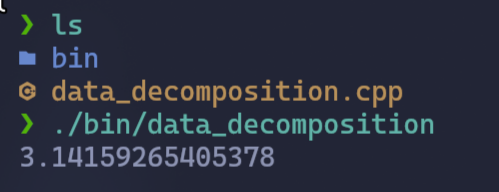 ❯ ls
bin
data_decomposition.cpp
❯ ./bin/data_decomposition
3.14159265405378